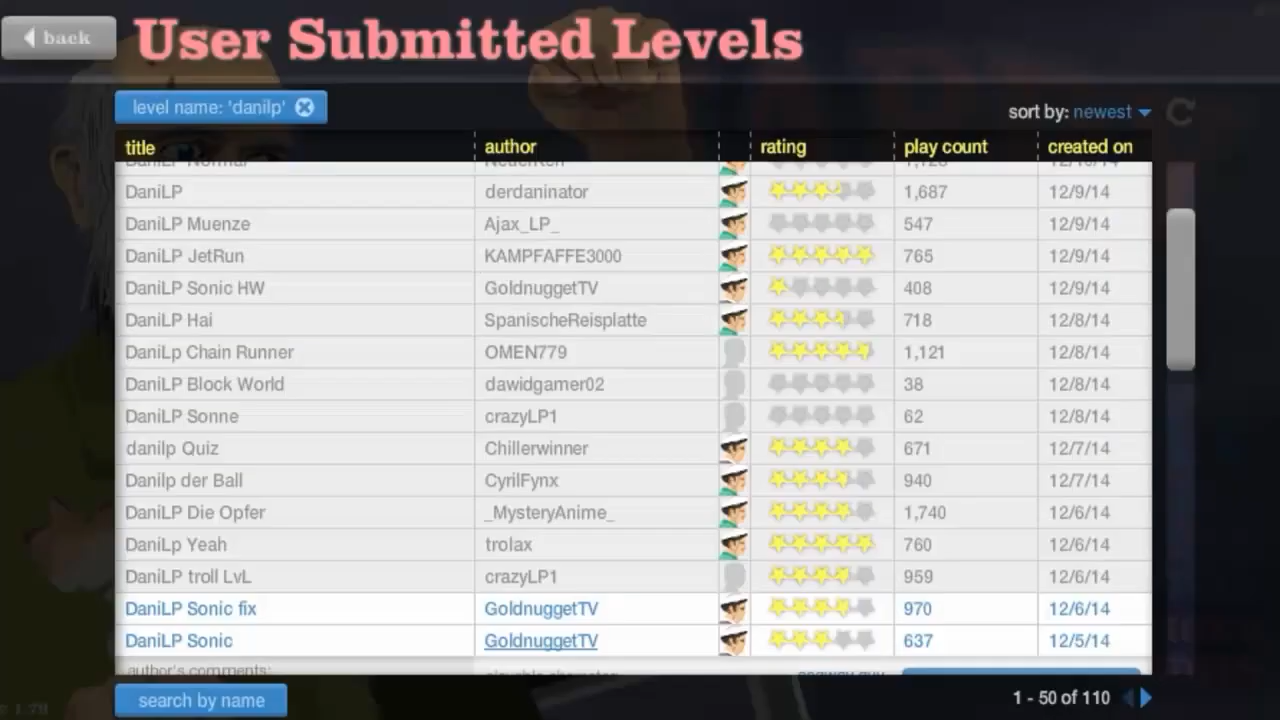 back
User Submitted Levels
level name: 'danilp'
sort by: newest
title author rating play count created on
DaniLP derdaninator 1,687 12/9/14
DaniLP Muenze Ajax_LP_ 547 12/9/14
DaniLP JetRun KAMPFAFFE3000 765 12/9/14
DaniLP Sonic HW GoldnuggetTV 408 12/9/14
DaniLP Hai SpanischeReisplatte 718 12/8/14
DaniLp Chain Runner OMEN779 1,121 12/8/14
DaniLP Block World dawidgamer02 38 12/8/14
DaniLP Sonne crazyLP1 62 12/8/14
danilp Quiz Chillerwinner 671 12/7/14
Danilp der Ball CyrilFynx 940 12/7/14
DaniLP Die Opfer _MysteryAnime_ 1,740 12/6/14
DaniLp Yeah trolax 760 12/6/14
DaniLP troll LvL crazyLP1 959 12/6/14
DaniLP Sonic fix GoldnuggetTV 970 12/6/14
DaniLP Sonic GoldnuggetTV 637 12/5/14
author's comments:
search by name
1 - 50 of 110